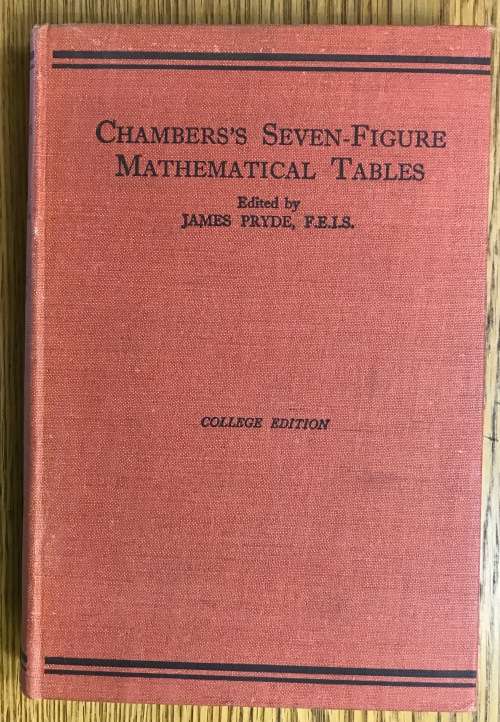 CHAMBERS'S SEVEN-FIGURE
MATHEMATICAL TABLES
Edited by
JAMES PRYDE, F.E.I.S.
COLLEGE EDITION